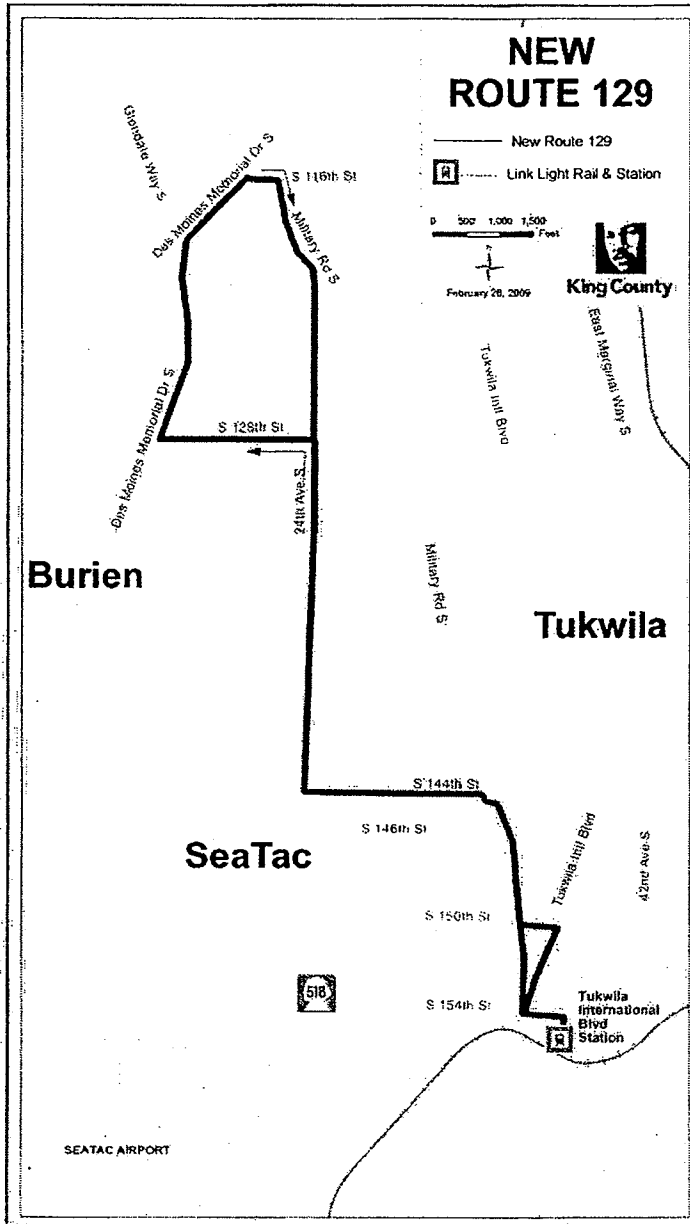 NEW
ROUTE 129
New Route 129
Link Light Rail & Station
0 500 1,000 1,500
Feet
February 26, 2009
King County
Glendale Way S
Des Moines Memorial Dr S
S 116th St
Military Rd S
Tukwila Intl Blvd
East Marginal Way S
Des Moines Memorial Dr S
S 128th St
24th Ave S
Military Rd S
Burien
Tukwila
S 144th St
S 146th St
SeaTac
Tukwila Intl Blvd
42nd Ave S
S 150th St
518
S 154th St
Tukwila
International
Blvd
Station
SEATAC AIRPORT